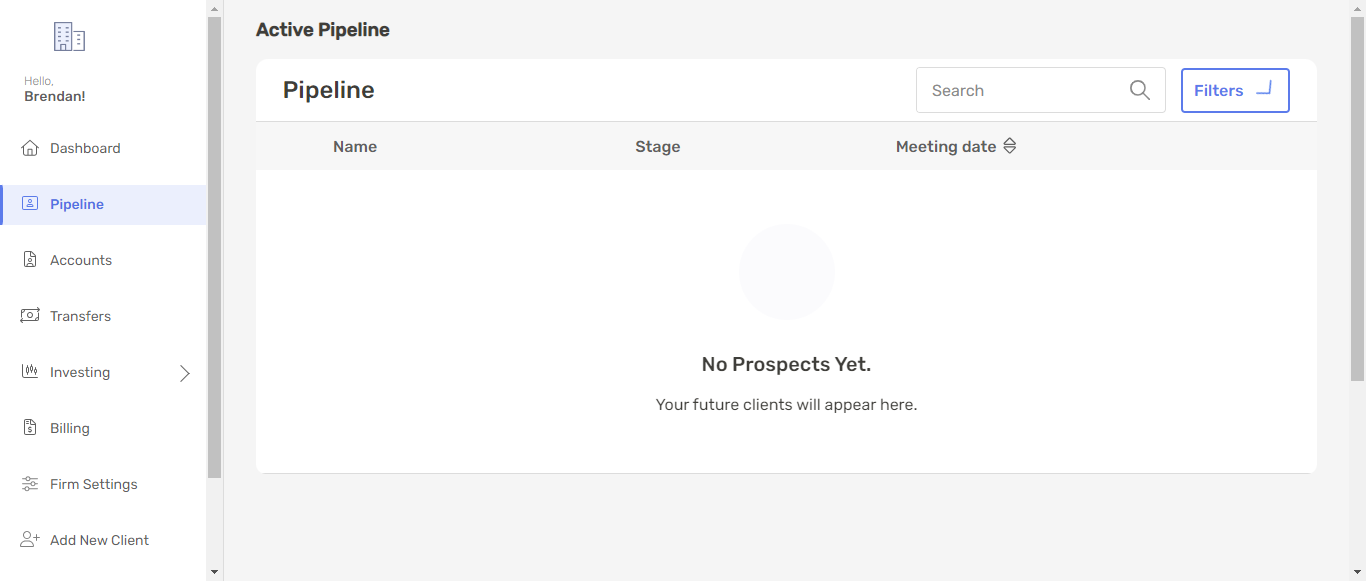 Hello,
Brendan!
Dashboard
Pipeline
Accounts
Transfers
Investing
Billing
Firm Settings
Add New Client
Active Pipeline
Pipeline
Search
Filters
Name Stage Meeting date
No Prospects Yet.
Your future clients will appear here.